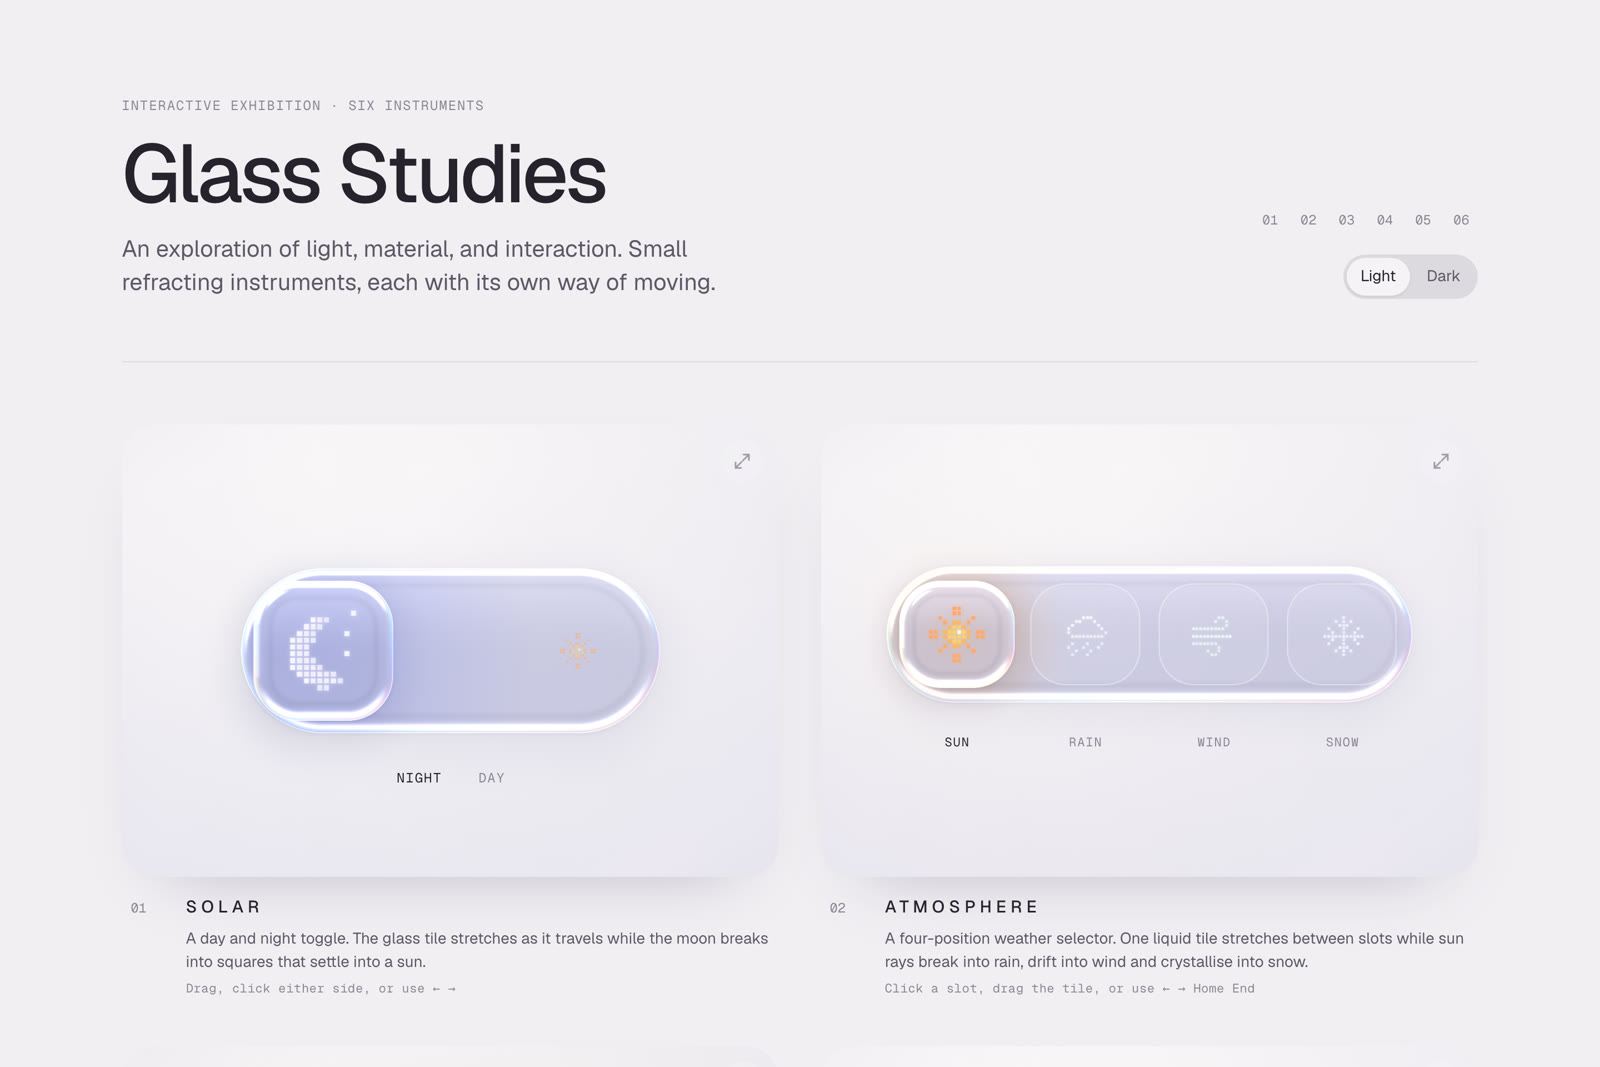 INTERACTIVE EXHIBITION · SIX INSTRUMENTS
Glass Studies
An exploration of light, material, and interaction. Small
refracting instruments, each with its own way of moving.
01 02 03 04 05 06
Light Dark
NIGHT DAY
SUN RAIN WIND SNOW
01 SOLAR
A day and night toggle. The glass tile stretches as it travels while the moon breaks
into squares that settle into a sun.
Drag, click either side, or use ← →
02 ATMOSPHERE
A four-position weather selector. One liquid tile stretches between slots while sun
rays break into rain, drift into wind and crystallise into snow.
Click a slot, drag the tile, or use ← → Home End